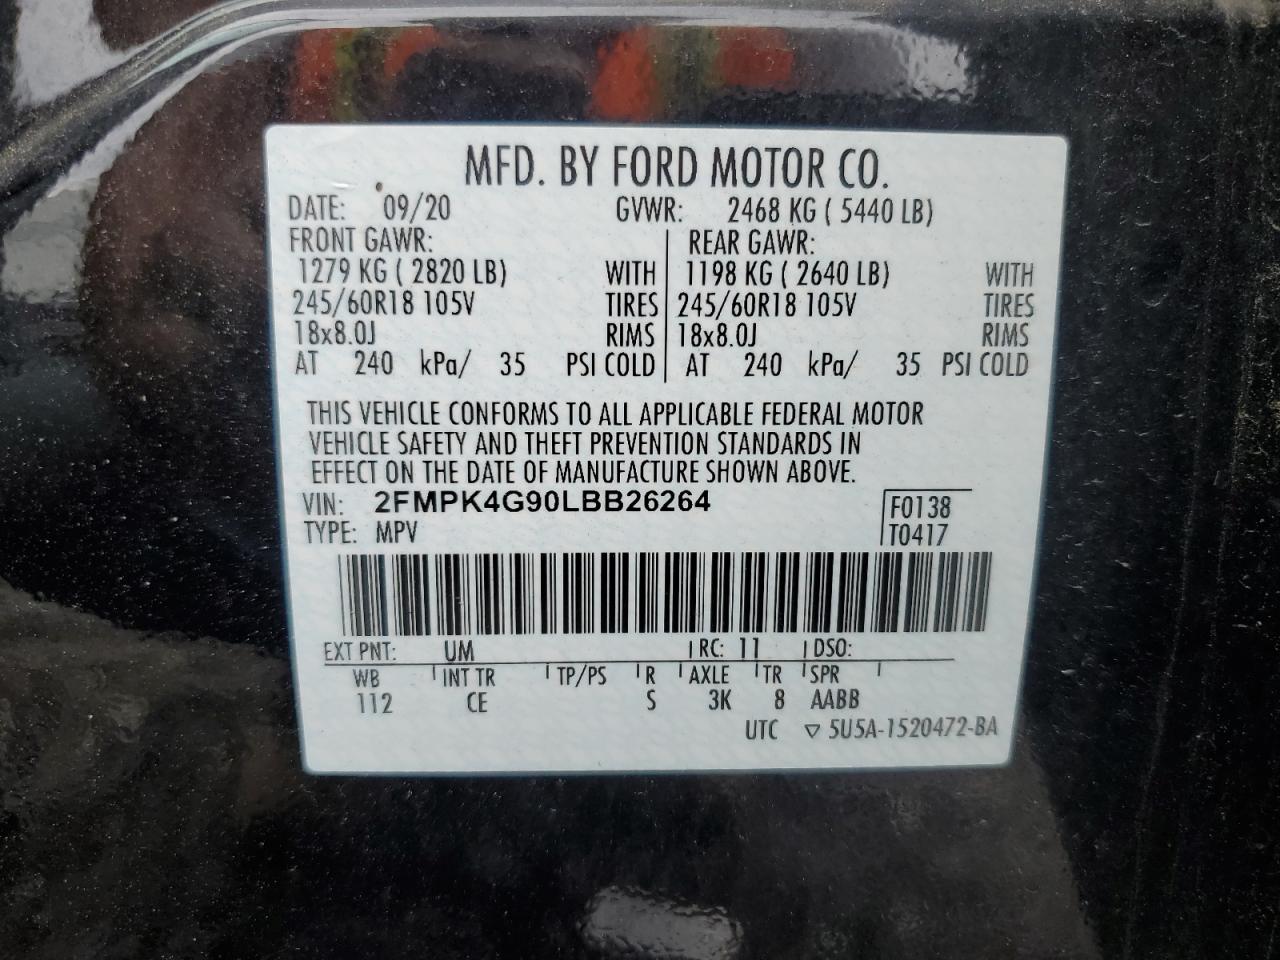 MFD. BY FORD MOTOR CO.
DATE: 09/20 GVWR: 2468 KG ( 5440 LB)
FRONT GAWR: REAR GAWR:
1279 KG ( 2820 LB) WITH 1198 KG ( 2640 LB) WITH
245/60R18 105V TIRES 245/60R18 105V TIRES
18x8.0J RIMS 18x8.0J RIMS
AT 240 kPa/ 35 PSI COLD AT 240 kPa/ 35 PSI COLD
THIS VEHICLE CONFORMS TO ALL APPLICABLE FEDERAL MOTOR
VEHICLE SAFETY AND THEFT PREVENTION STANDARDS IN
EFFECT ON THE DATE OF MANUFACTURE SHOWN ABOVE.
VIN: 2FMPK4G90LBB26264 F0138
TYPE: MPV T0417
EXT PNT: UM RC: 11 DSO:
WB INT TR TP/PS R AXLE TR SPR
112 CE S 3K 8 AABB
UTC ▽ 5U5A-1520472-BA